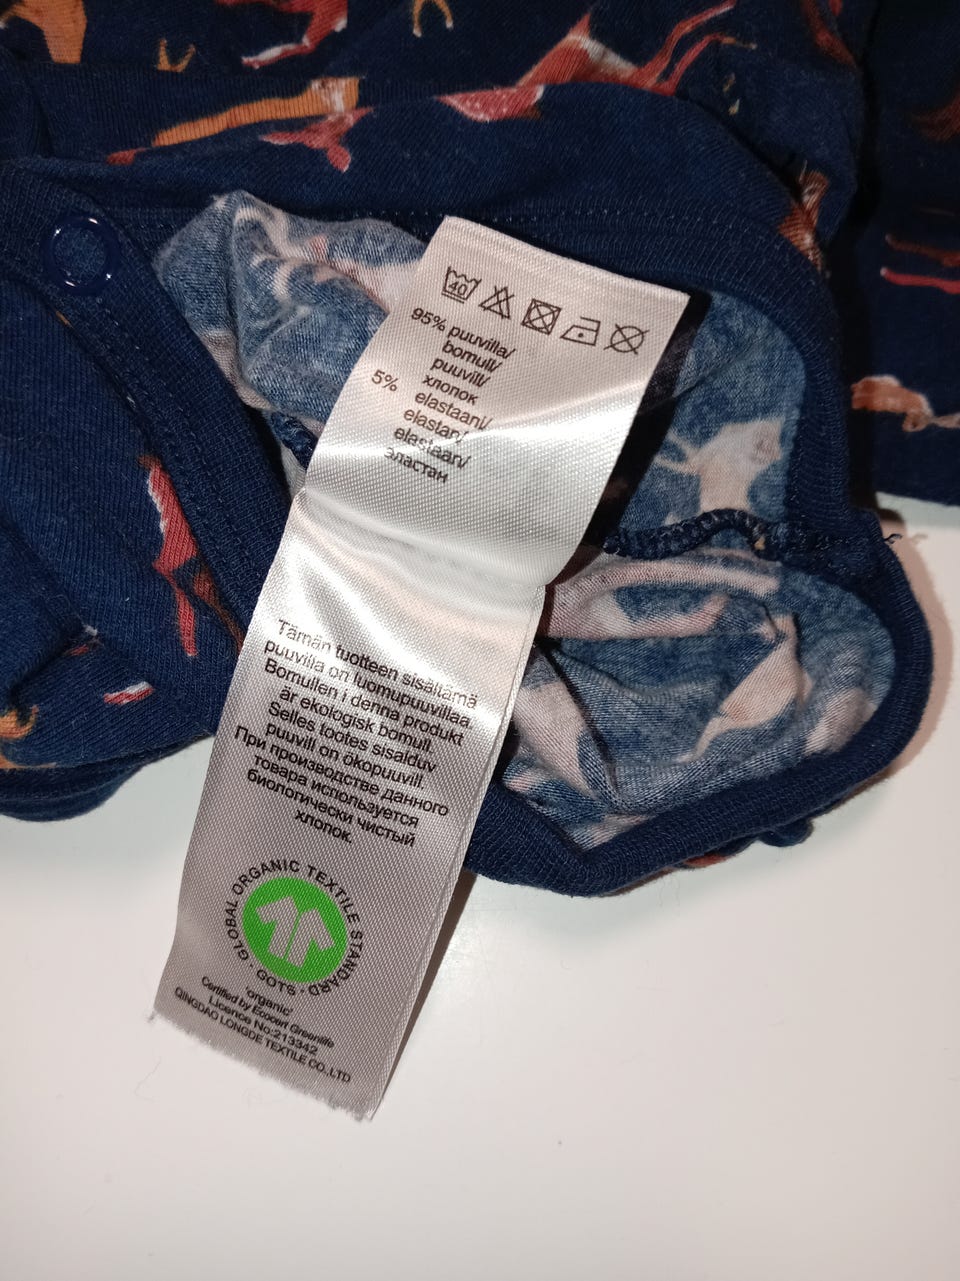 40
95% puuvilla/
bomull/
puuvill/
хлопок
5% elastaani/
elastan/
elastaan/
эластан
Tämän tuotteen sisältämä
puuvilla on luomupuuvillaa.
Bomullen i denna produkt
är ekologisk bomull.
Selles tootes sisalduv
puuvill on ökopuuvill
При производстве данного
товара используется
биологически чистый
хлопок.
GLOBAL ORGANIC TEXTILE STANDARD · GOTS ·
'organic'
Certified by Ecocert Greenlife
Licence No:213342
QINGDAO LONGDE TEXTILE CO.,LTD